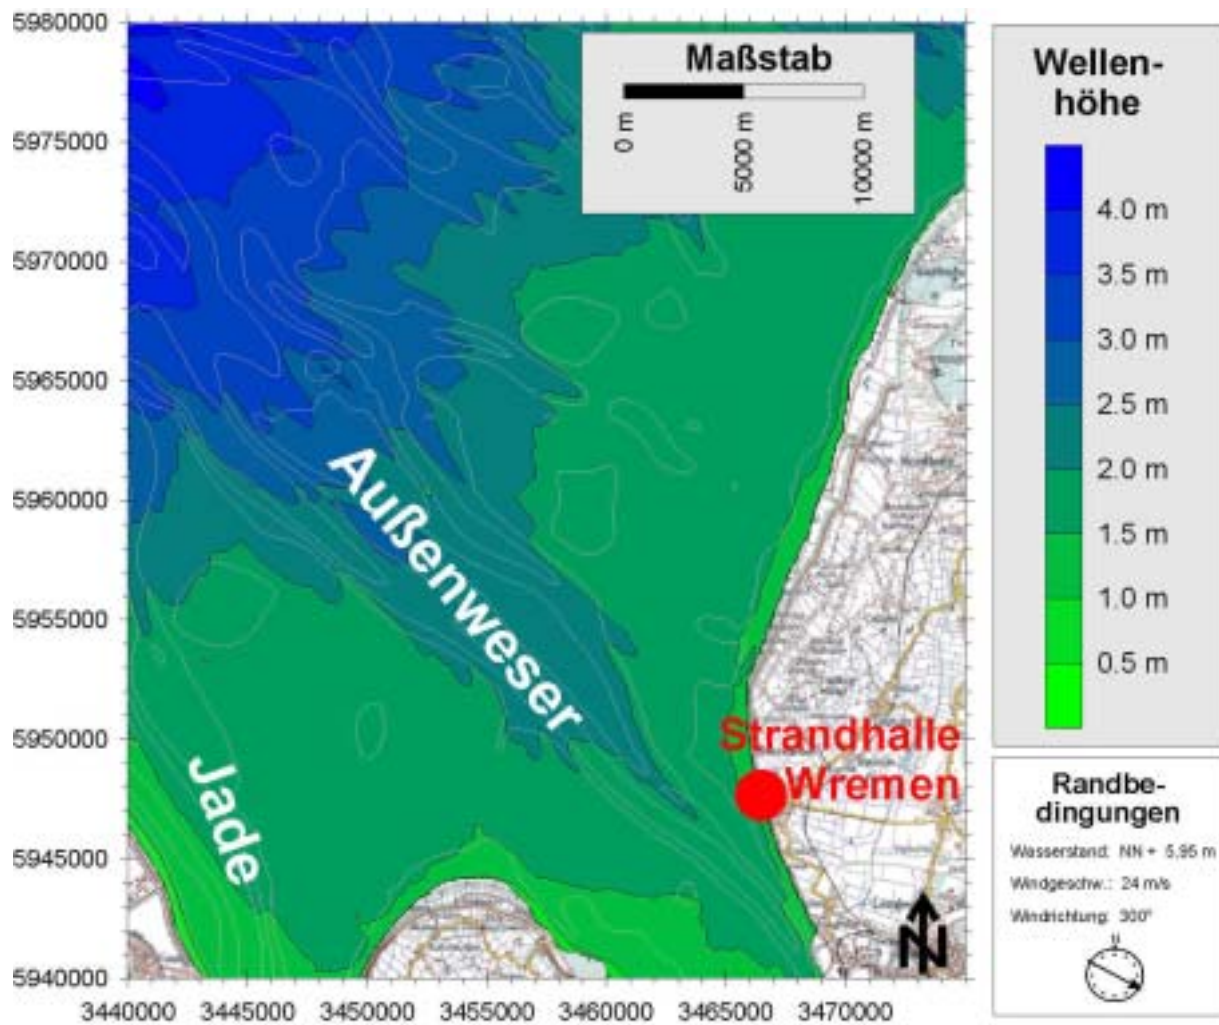 5980000
5975000
5970000
5965000
5960000
5955000
5950000
5945000
5940000
3440000 3445000 3450000 3455000 3460000 3465000 3470000
Maßstab
0 m
5000 m
10000 m
Außenweser
Jade
Strandhalle
Wremen
N
Wellen-
höhe
4.0 m
3.5 m
3.0 m
2.5 m
2.0 m
1.5 m
1.0 m
0.5 m
Randbe-
dingungen
Wasserstand: NN + 5,95 m
Windgeschw.: 24 m/s
Windrichtung: 300°
N